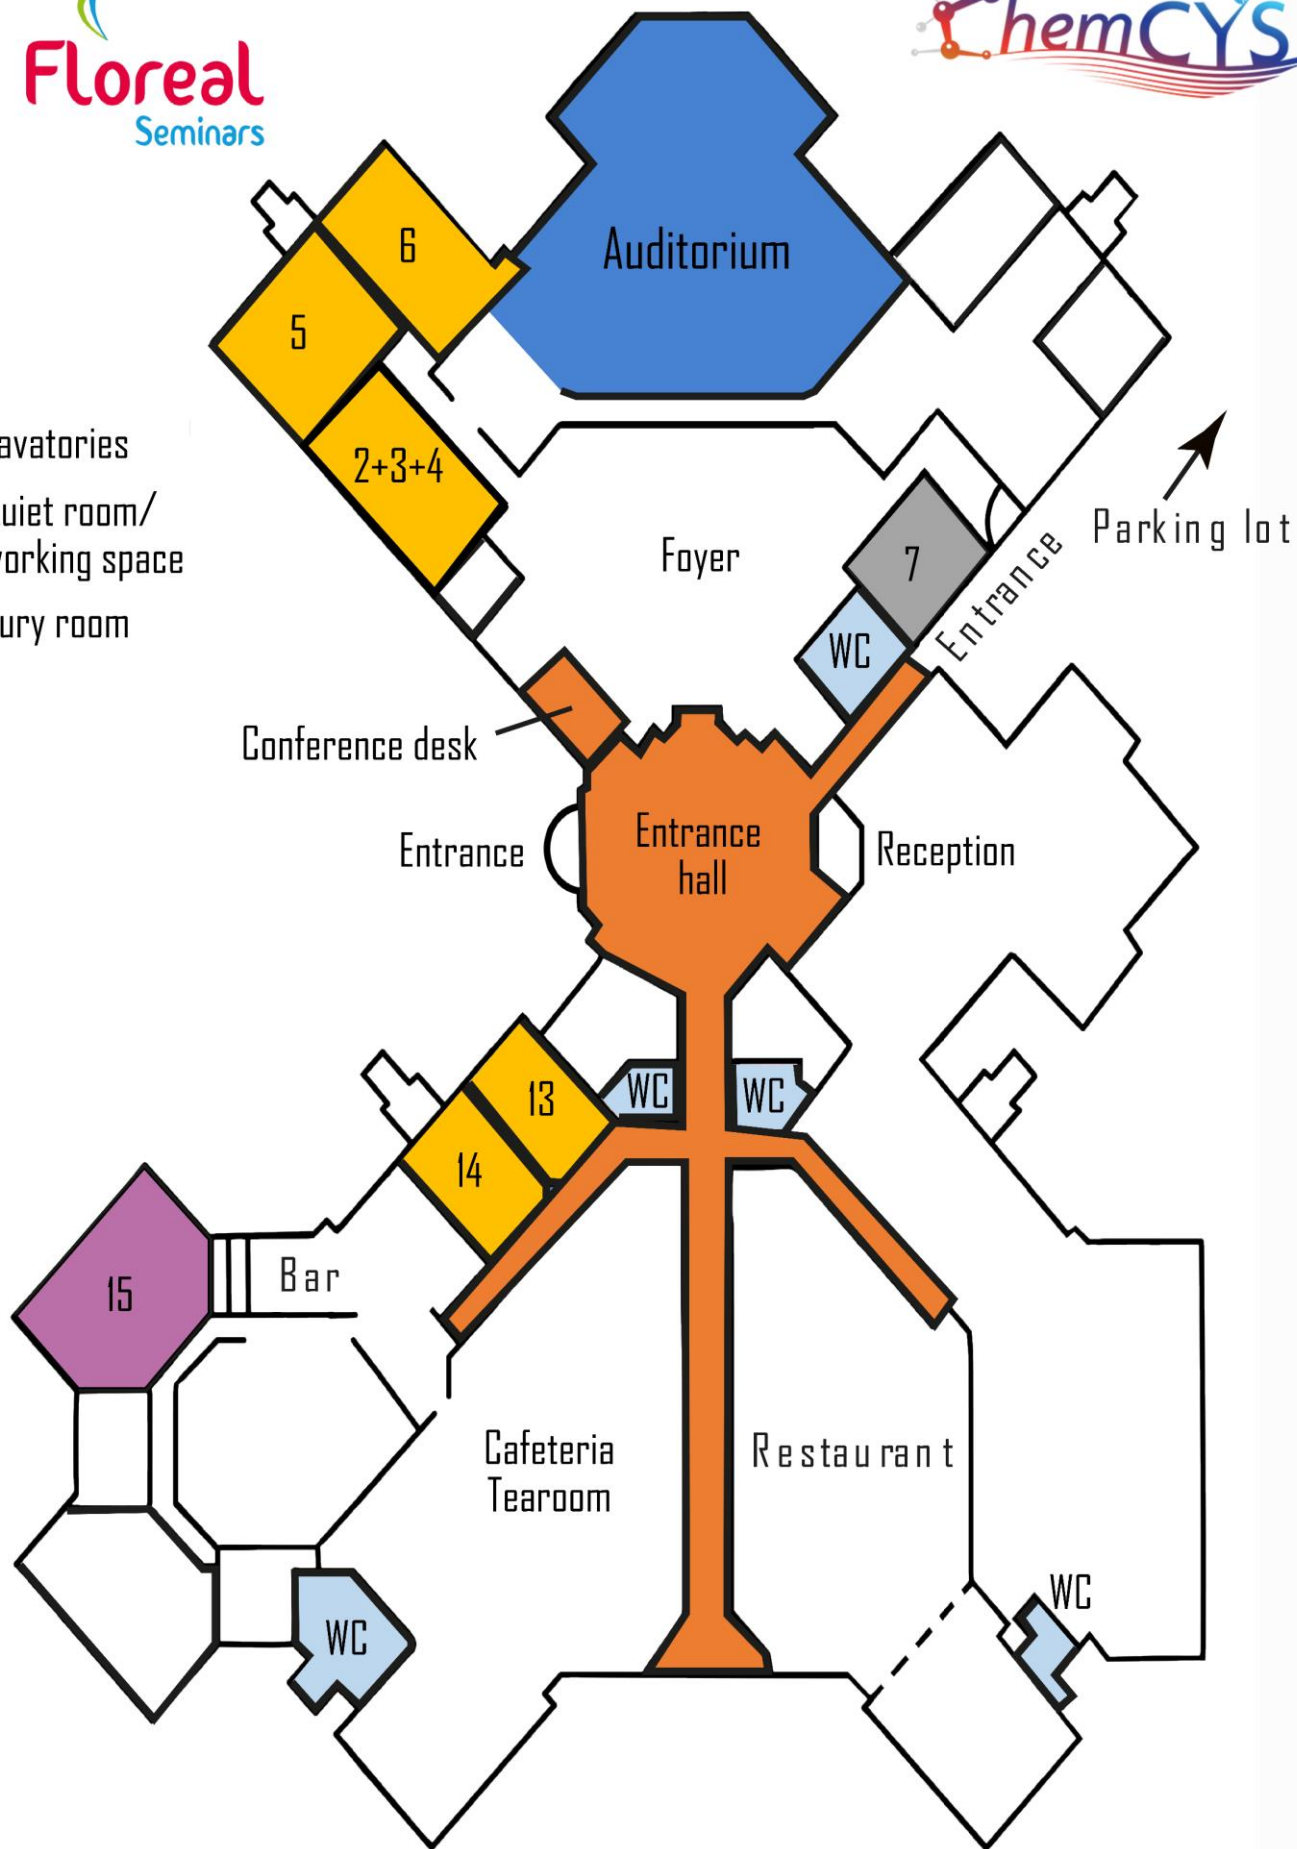 Floreal
Seminars
ChemCYS
Auditorium
6
5
2+3+4
avatories
uiet room/
orking space
ury room
Foyer
7
Parking lot
Entrance
WC
Conference desk
Entrance
Entrance
hall
Reception
13
WC
WC
14
15
Bar
Cafeteria
Tearoom
Restaurant
WC
WC